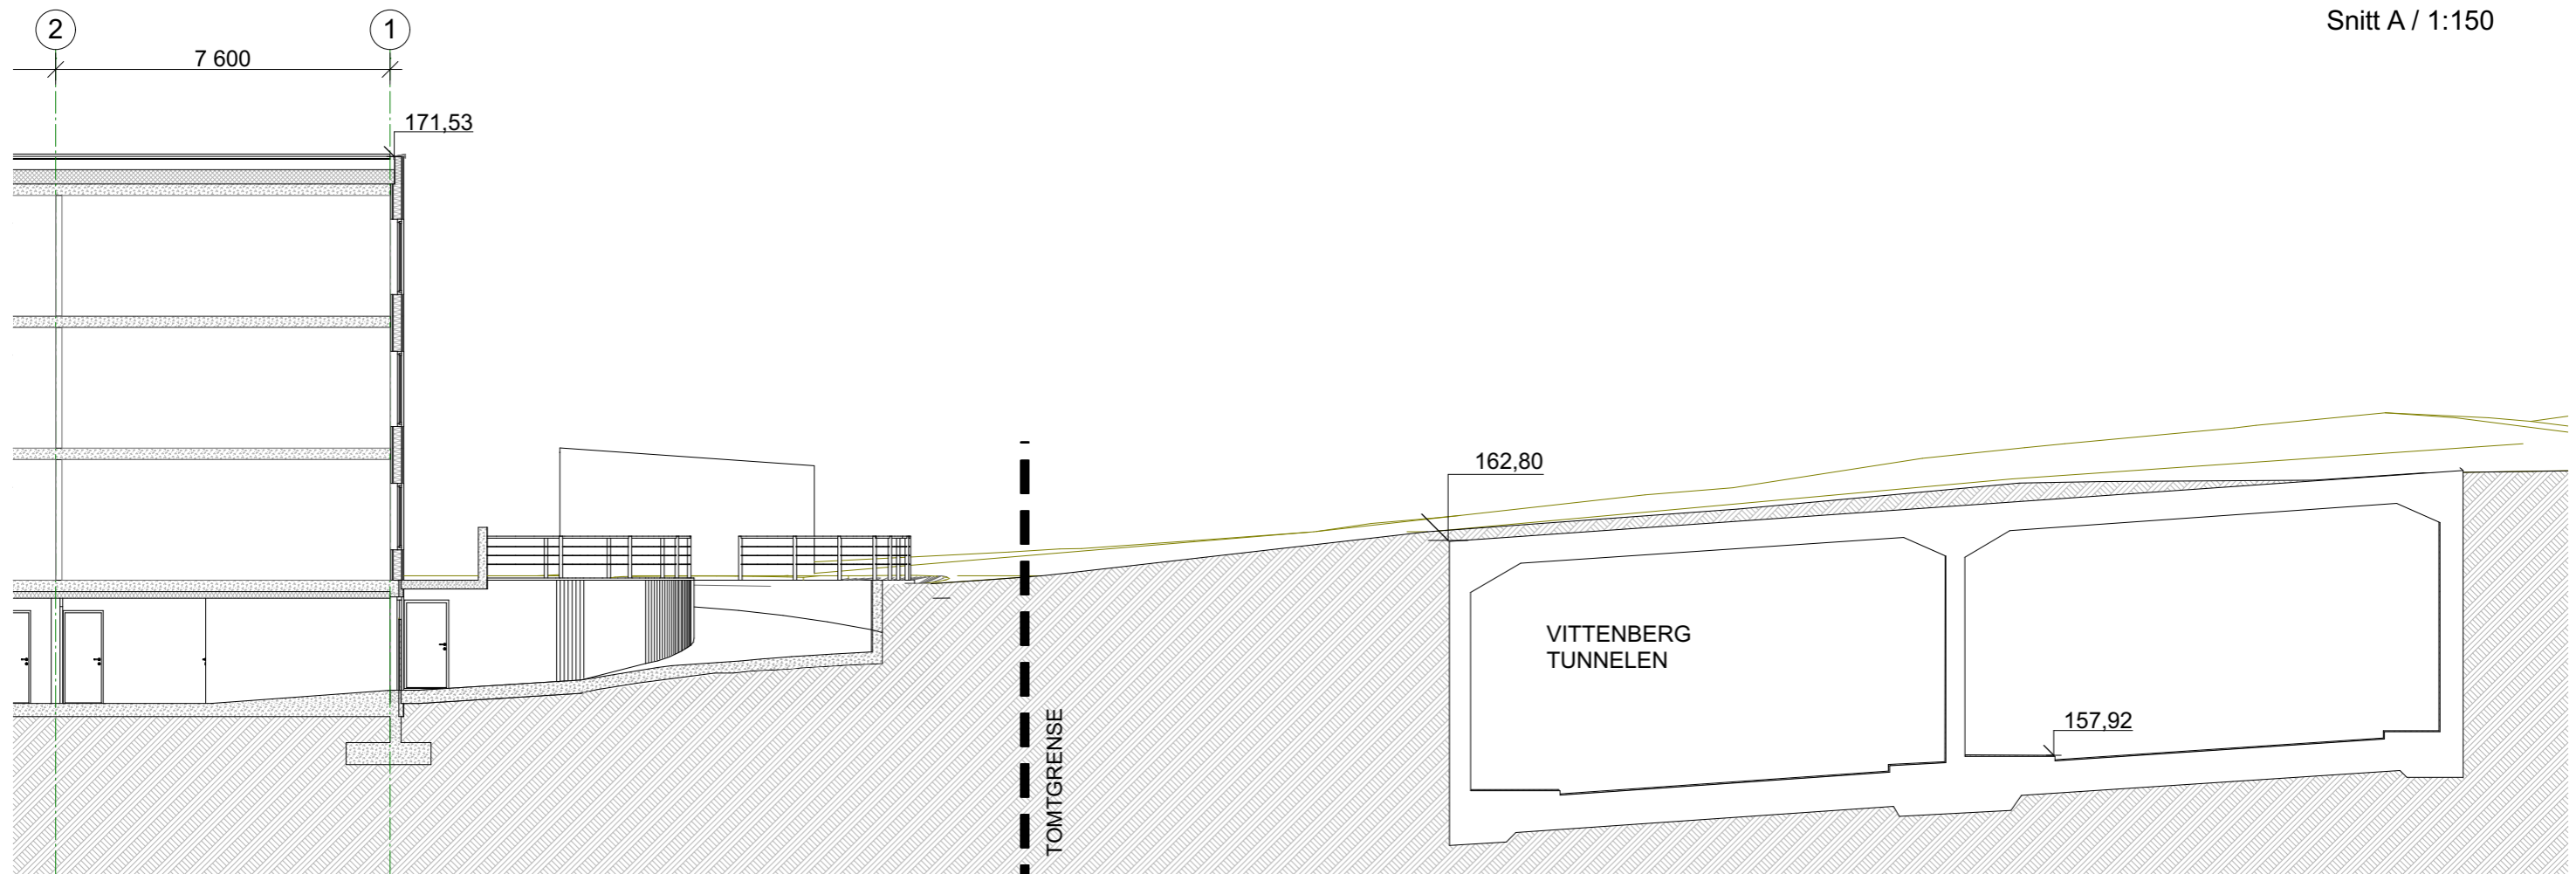 Snitt A / 1:150
2
1
7 600
171,53
162,80
VITTENBERG
TUNNELEN
157,92
TOMTGRENSE